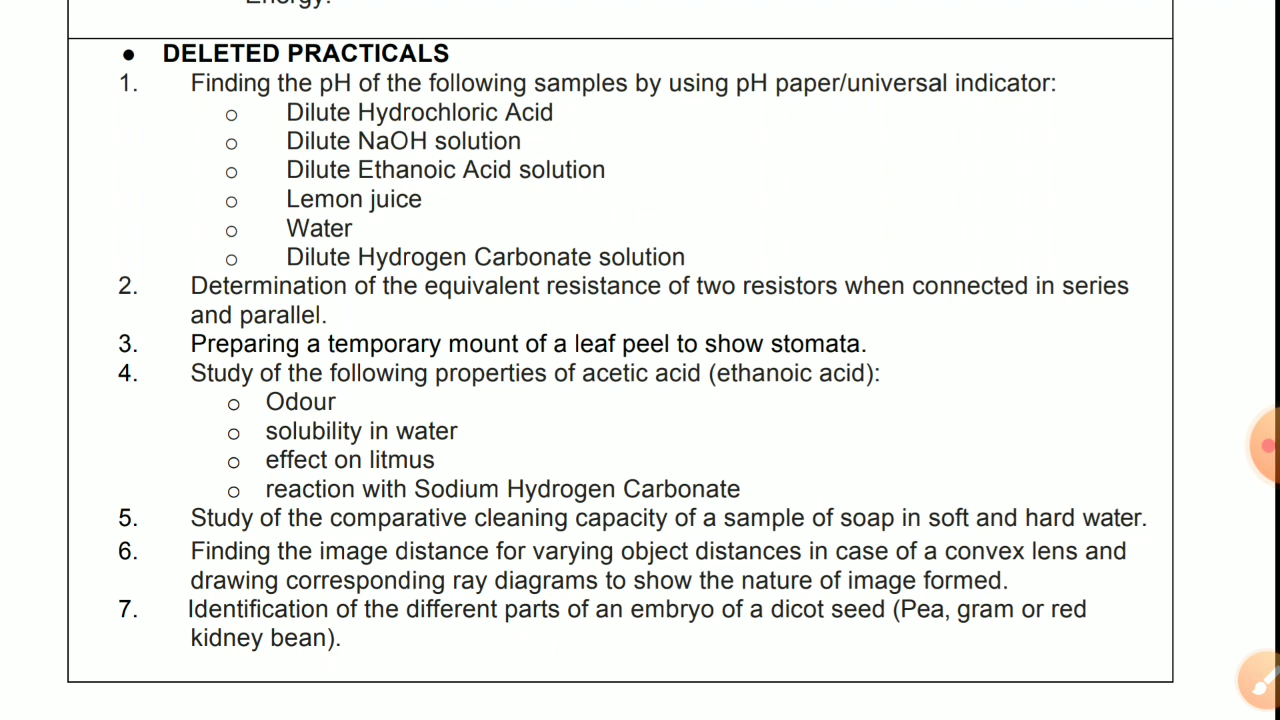 Energy.
● DELETED PRACTICALS
1. Finding the pH of the following samples by using pH paper/universal indicator:
o Dilute Hydrochloric Acid
o Dilute NaOH solution
o Dilute Ethanoic Acid solution
o Lemon juice
o Water
o Dilute Hydrogen Carbonate solution
2. Determination of the equivalent resistance of two resistors when connected in series
and parallel.
3. Preparing a temporary mount of a leaf peel to show stomata.
4. Study of the following properties of acetic acid (ethanoic acid):
o Odour
o solubility in water
o effect on litmus
o reaction with Sodium Hydrogen Carbonate
5. Study of the comparative cleaning capacity of a sample of soap in soft and hard water.
6. Finding the image distance for varying object distances in case of a convex lens and
drawing corresponding ray diagrams to show the nature of image formed.
7. Identification of the different parts of an embryo of a dicot seed (Pea, gram or red
kidney bean).